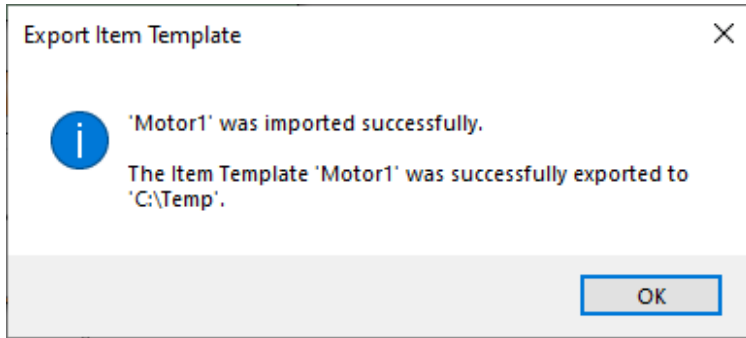 Export Item Template
'Motor1' was imported successfully.
The Item Template 'Motor1' was successfully exported to
'C:\Temp'.
OK